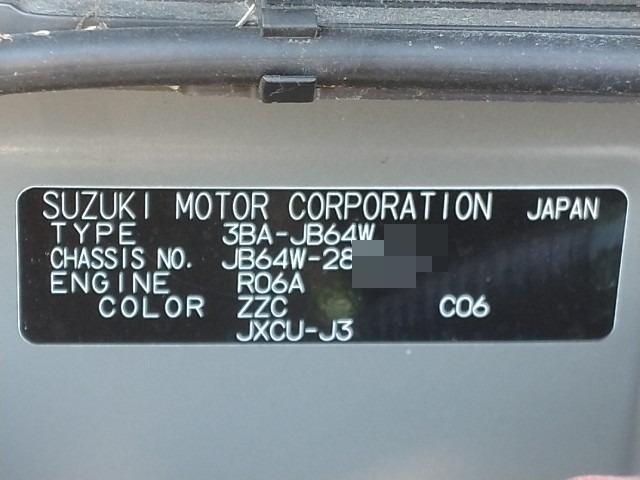 SUZUKI MOTOR CORPORATION JAPAN
TYPE 3BA-JB64W
CHASSIS NO. JB64W-28
ENGINE R06A
COLOR ZZC C06
JXCU-J3